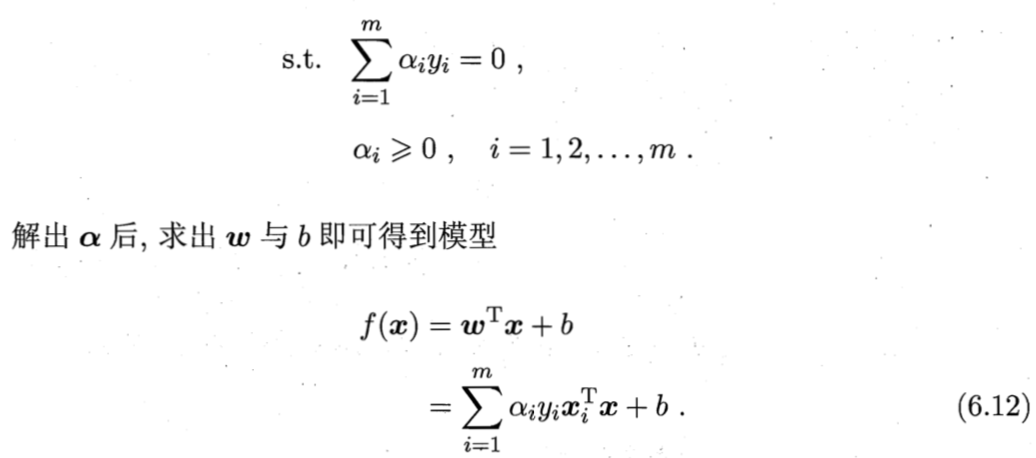 s.t. $\sum_{i=1}^{m} \alpha_i y_i = 0$ ,
$\alpha_i \geqslant 0$ , $i = 1, 2, \ldots, m$ .
解出 $\boldsymbol{\alpha}$ 后, 求出 $\boldsymbol{w}$ 与 $b$ 即可得到模型
$f(\boldsymbol{x}) = \boldsymbol{w}^{\mathrm{T}} \boldsymbol{x} + b$
$= \sum_{i=1}^{m} \alpha_i y_i \boldsymbol{x}_i^{\mathrm{T}} \boldsymbol{x} + b$ . (6.12)